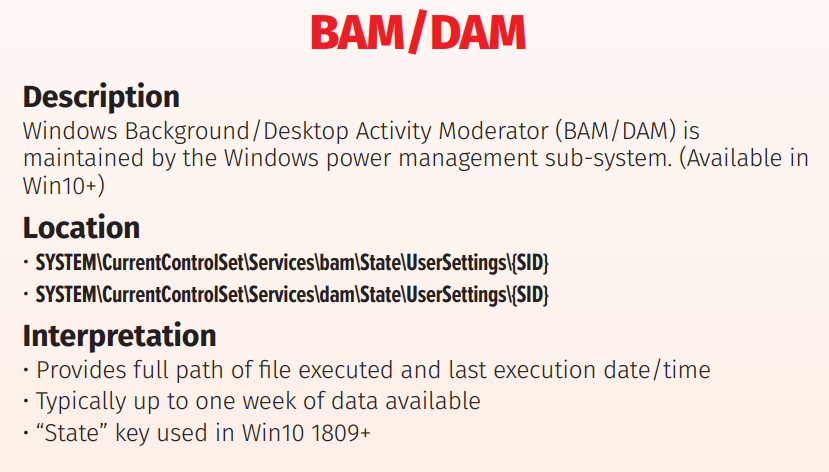 BAM/DAM
Description
Windows Background/Desktop Activity Moderator (BAM/DAM) is
maintained by the Windows power management sub-system. (Available in
Win10+)
Location
· SYSTEM\CurrentControlSet\Services\bam\State\UserSettings\{SID}
· SYSTEM\CurrentControlSet\Services\dam\State\UserSettings\{SID}
Interpretation
· Provides full path of file executed and last execution date/time
· Typically up to one week of data available
· “State” key used in Win10 1809+